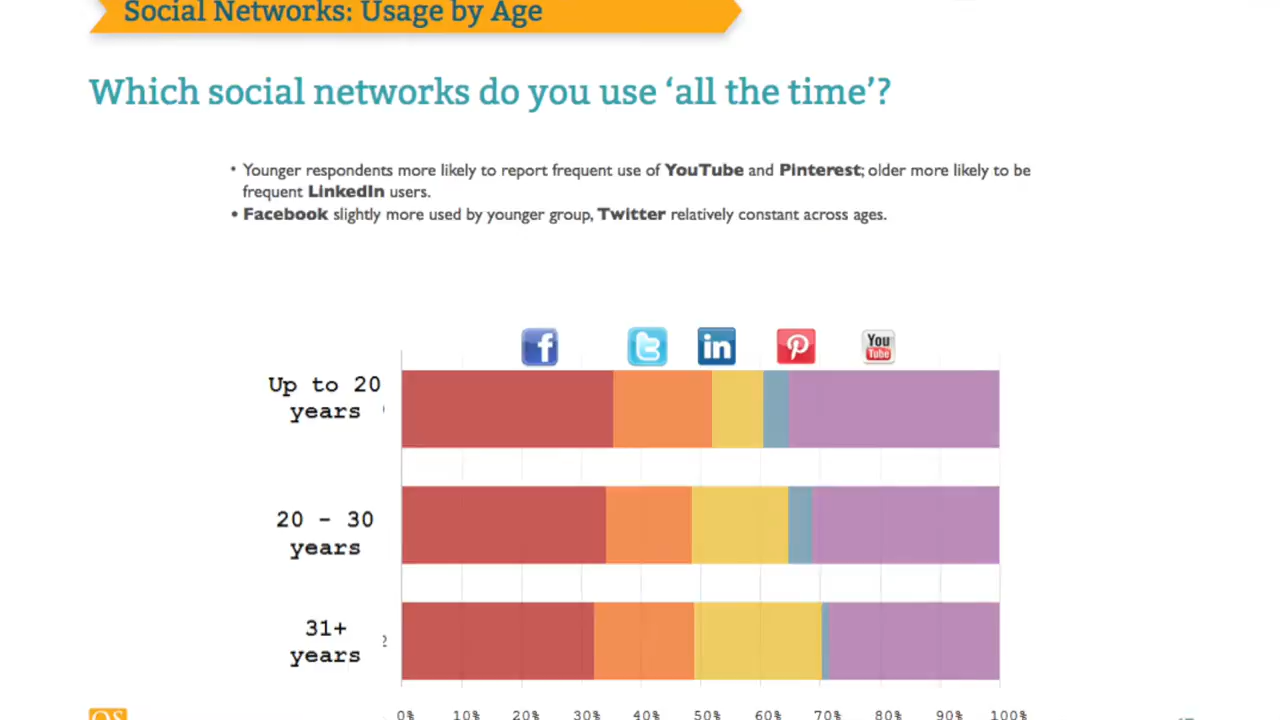 Social Networks: Usage by Age
Which social networks do you use ‘all the time’?
• Younger respondents more likely to report frequent use of YouTube and Pinterest; older more likely to be
frequent LinkedIn users.
• Facebook slightly more used by younger group, Twitter relatively constant across ages.
f t in P You
Tube
Up to 20
years
20 - 30
years
31+
years
0% 10% 20% 30% 40% 50% 60% 70% 80% 90% 100%
QS